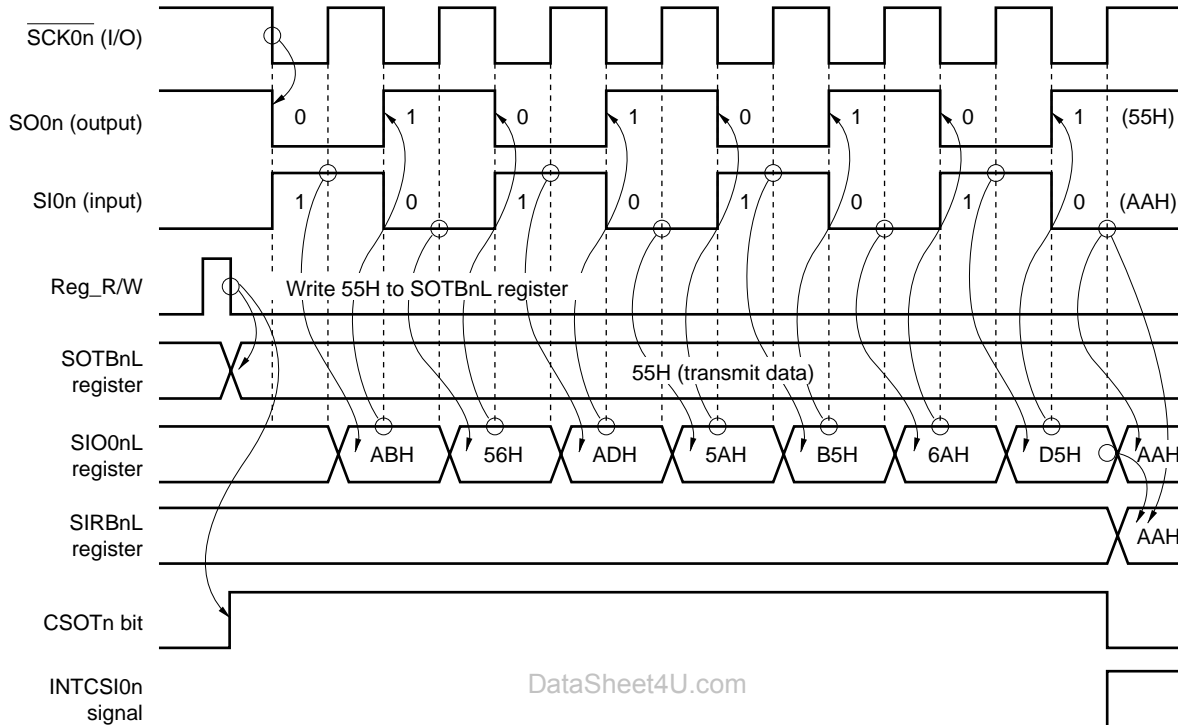 SCK0n (I/O)
SO0n (output) 0 1 0 1 0 1 0 1 (55H)
SI0n (input) 1 0 1 0 1 0 1 0 (AAH)
Reg_R/W
Write 55H to SOTBnL register
SOTBnL
register
55H (transmit data)
SIO0nL
register
ABH 56H ADH 5AH B5H 6AH D5H AAH
SIRBnL
register
AAH
CSOTn bit
INTCSI0n
signal
DataSheet4U.com